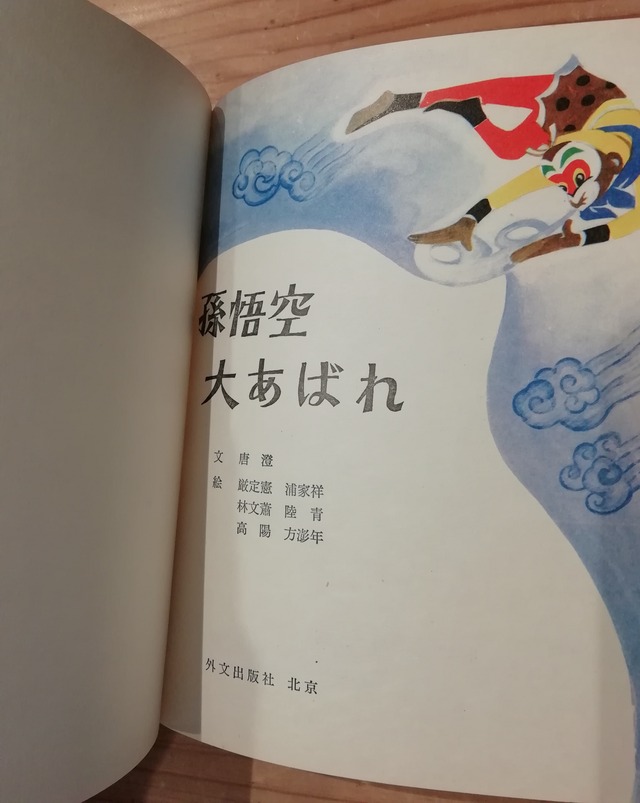 孫悟空
大あばれ
文 唐澄
絵 厳定憲 浦家祥
林文蕭 陸青
高陽 方澎年
外文出版社 北京